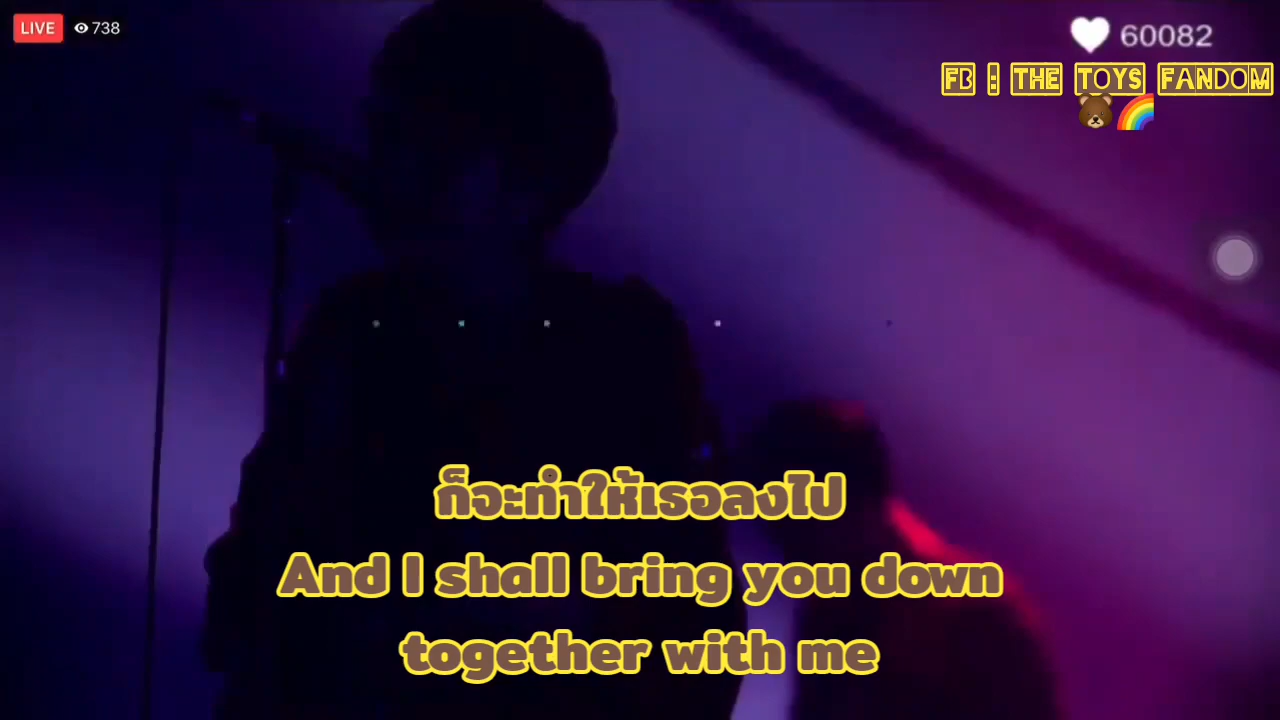 LIVE 738
60082
FB : THE TOYS FANDOM
🐻🌈
ก็จะทำให้เธอลงไป
And I shall bring you down
together with me